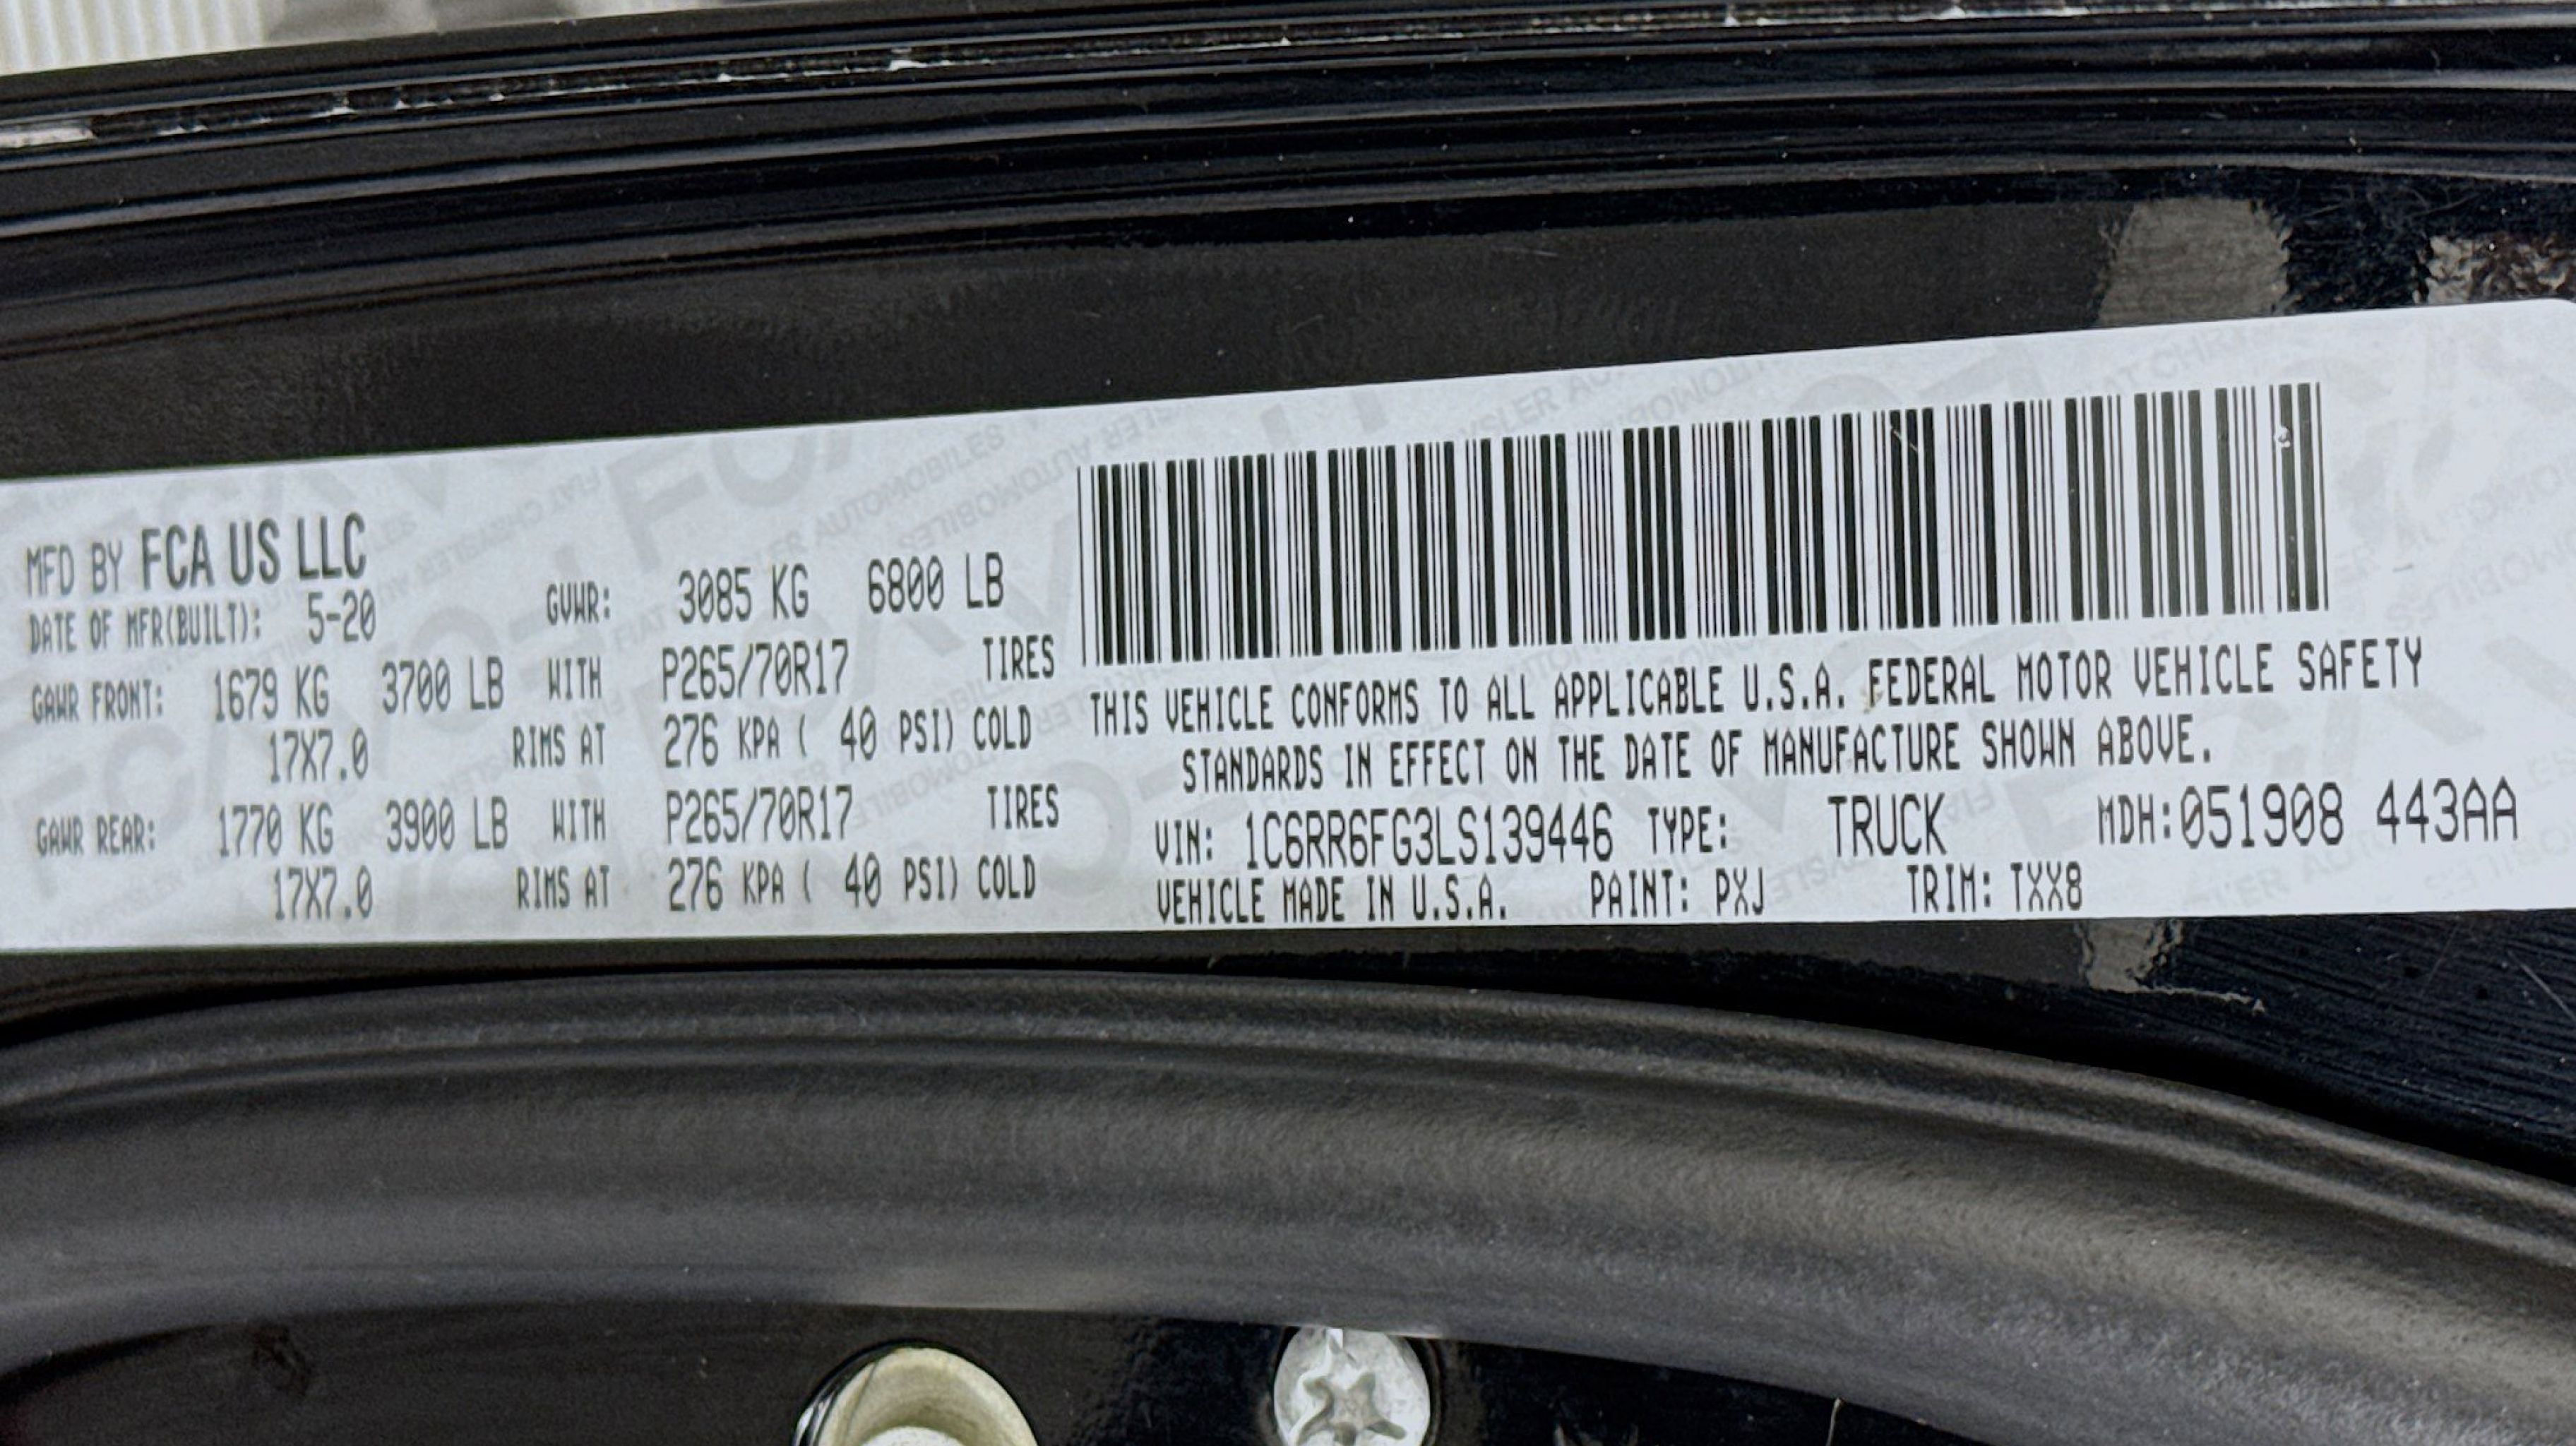 MFD BY FCA US LLC
DATE OF MFR(BUILT): 5-20 GVWR: 3085 KG 6800 LB
GAWR FRONT: 1679 KG 3700 LB WITH P265/70R17 TIRES
17X7.0 RIMS AT 276 KPA ( 40 PSI) COLD
GAWR REAR: 1770 KG 3900 LB WITH P265/70R17 TIRES
17X7.0 RIMS AT 276 KPA ( 40 PSI) COLD
THIS VEHICLE CONFORMS TO ALL APPLICABLE U.S.A. FEDERAL MOTOR VEHICLE SAFETY
STANDARDS IN EFFECT ON THE DATE OF MANUFACTURE SHOWN ABOVE.
VIN: 1C6RR6FG3LS139446 TYPE: TRUCK MDH:051908 443AA
VEHICLE MADE IN U.S.A. PAINT: PXJ TRIM: TXX8